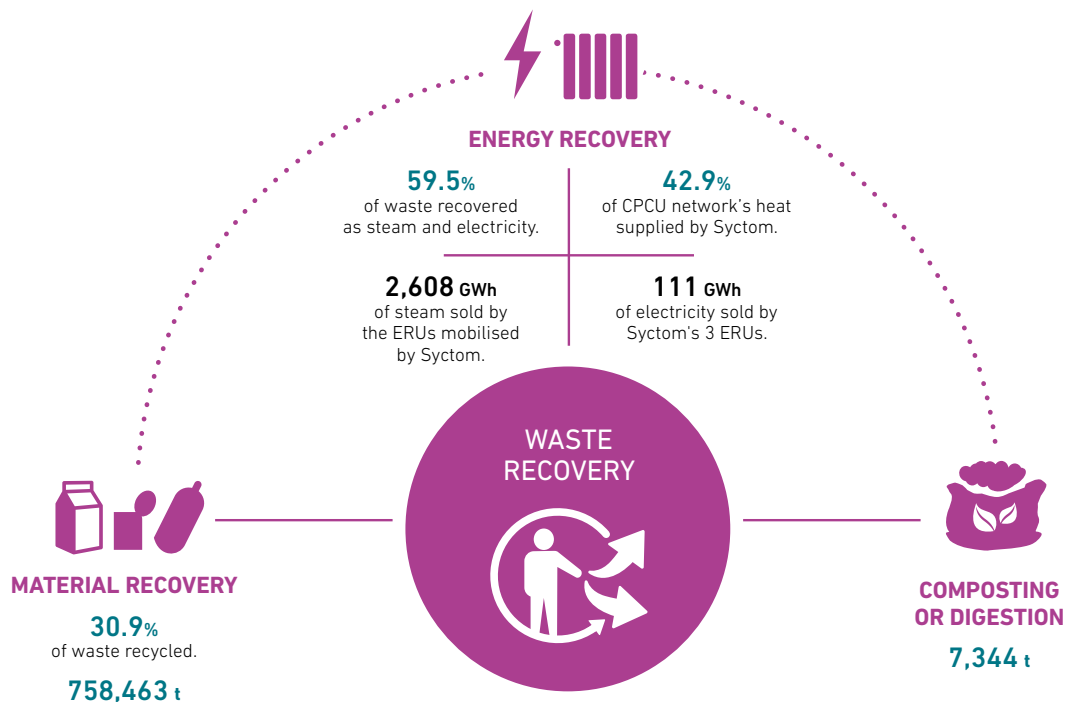 ENERGY RECOVERY
59.5%
of waste recovered
as steam and electricity.
42.9%
of CPCU network's heat
supplied by Syctom.
2,608 GWh
of steam sold by
the ERUs mobilised
by Syctom.
111 GWh
of electricity sold by
Syctom's 3 ERUs.
WASTE
RECOVERY
MATERIAL RECOVERY
30.9%
of waste recycled.
758,463 t
COMPOSTING
OR DIGESTION
7,344 t